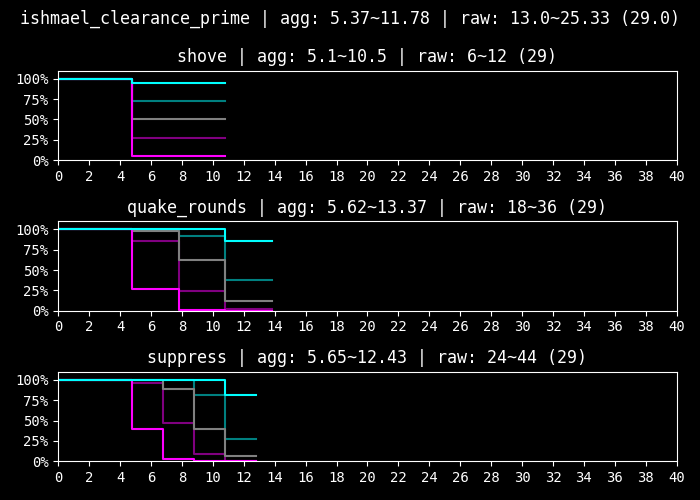 ishmael_clearance_prime | agg: 5.37~11.78 | raw: 13.0~25.33 (29.0)
shove | agg: 5.1~10.5 | raw: 6~12 (29)
100%
75%
50%
25%
0%
0 2 4 6 8 10 12 14 16 18 20 22 24 26 28 30 32 34 36 38 40
quake_rounds | agg: 5.62~13.37 | raw: 18~36 (29)
100%
75%
50%
25%
0%
0 2 4 6 8 10 12 14 16 18 20 22 24 26 28 30 32 34 36 38 40
suppress | agg: 5.65~12.43 | raw: 24~44 (29)
100%
75%
50%
25%
0%
0 2 4 6 8 10 12 14 16 18 20 22 24 26 28 30 32 34 36 38 40